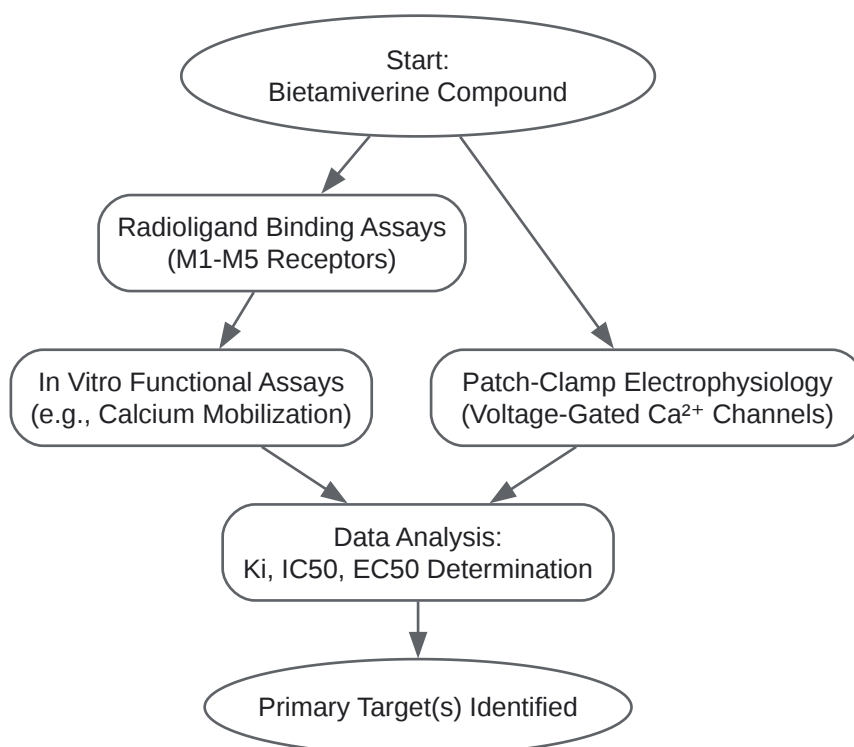 Start:
Bietamiverine Compound
Radioligand Binding Assays
(M1-M5 Receptors)
In Vitro Functional Assays
(e.g., Calcium Mobilization)
Patch-Clamp Electrophysiology
(Voltage-Gated Ca²⁺ Channels)
Data Analysis:
Ki, IC50, EC50 Determination
Primary Target(s) Identified